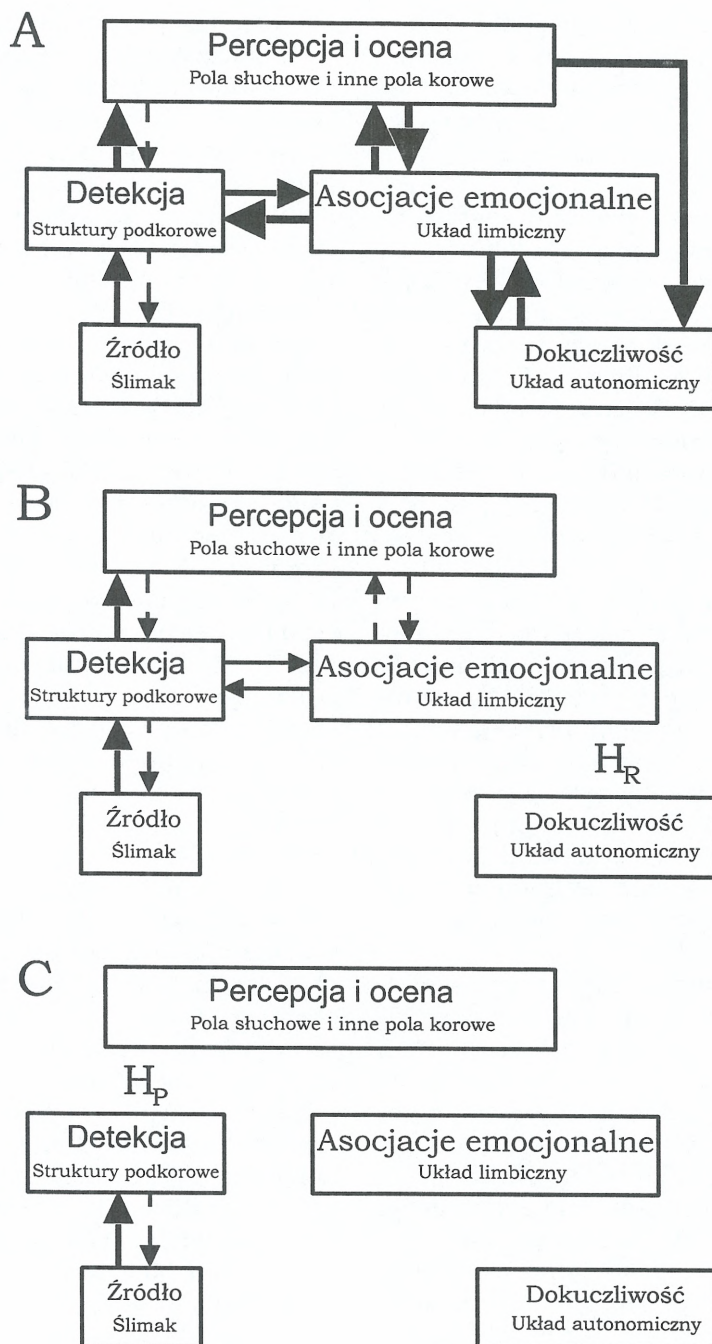 A
Percepcja i ocena
Pola słuchowe i inne pola korowe
Detekcja
Struktury podkorowe
Asocjacje emocjonalne
Układ limbiczny
Źródło
Ślimak
Dokuczliwość
Układ autonomiczny
B
Percepcja i ocena
Pola słuchowe i inne pola korowe
Detekcja
Struktury podkorowe
Asocjacje emocjonalne
Układ limbiczny
H_R
Źródło
Ślimak
Dokuczliwość
Układ autonomiczny
C
Percepcja i ocena
Pola słuchowe i inne pola korowe
H_P
Detekcja
Struktury podkorowe
Asocjacje emocjonalne
Układ limbiczny
Źródło
Ślimak
Dokuczliwość
Układ autonomiczny